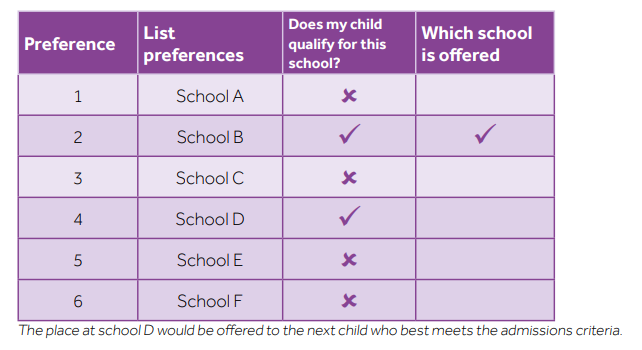 Preference
List
preferences
Does my child
qualify for this
school?
Which school
is offered
1 School A ✘
2 School B ✓ ✓
3 School C ✘
4 School D ✓
5 School E ✘
6 School F ✘
The place at school D would be offered to the next child who best meets the admissions criteria.